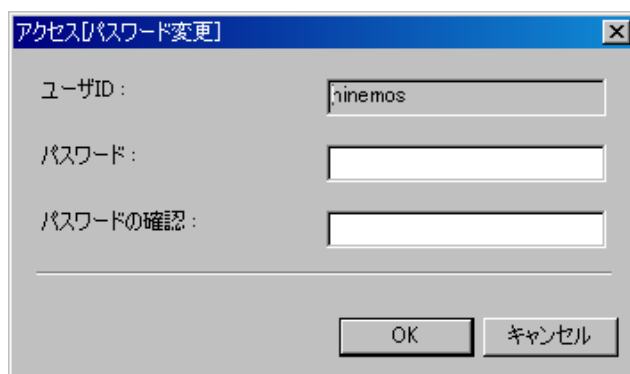 アクセス[パスワード変更]
ユーザID：
hinemos
パスワード：
パスワードの確認：
OK
キャンセル